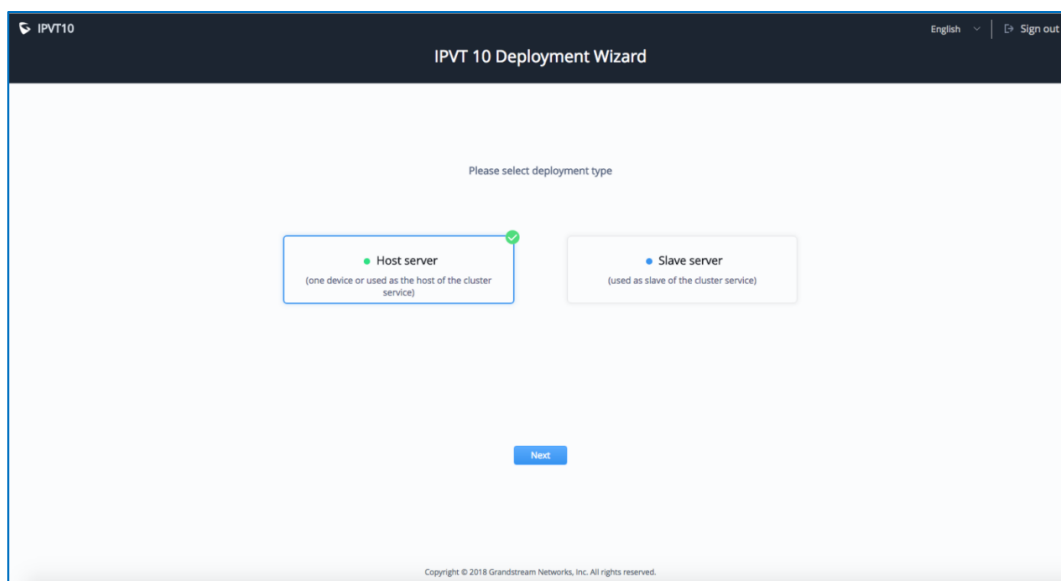 IPVT10
English
Sign out
IPVT 10 Deployment Wizard
Please select deployment type
Host server
(one device or used as the host of the cluster
service)
Slave server
(used as slave of the cluster service)
Next
Copyright © 2018 Grandstream Networks, Inc. All rights reserved.